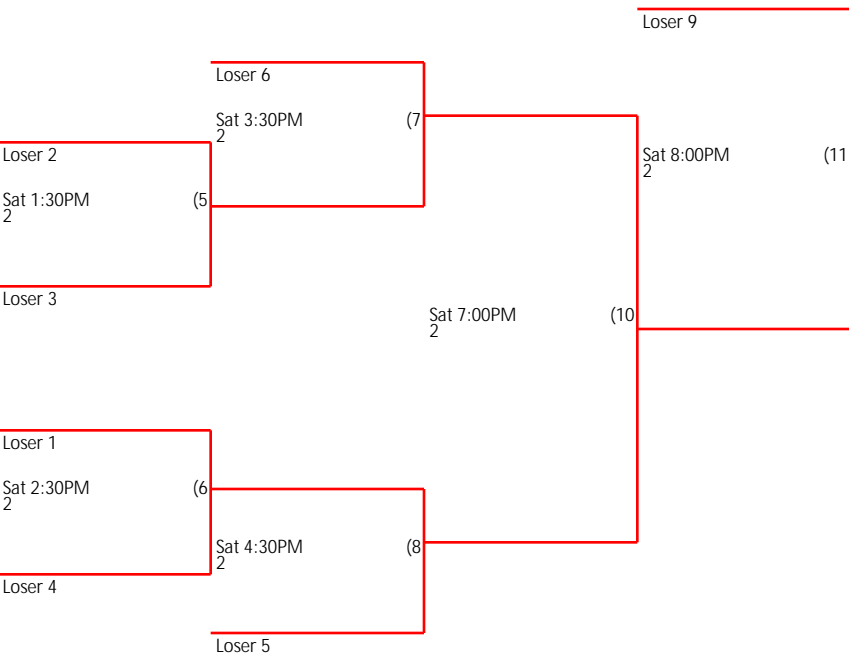 Loser 9
Loser 6
Sat 3:30PM (7
2
Loser 2
Sat 8:00PM (11
2
Sat 1:30PM (5
2
Loser 3
Sat 7:00PM (10
2
Loser 1
Sat 2:30PM (6
2
Sat 4:30PM (8
2
Loser 4
Loser 5